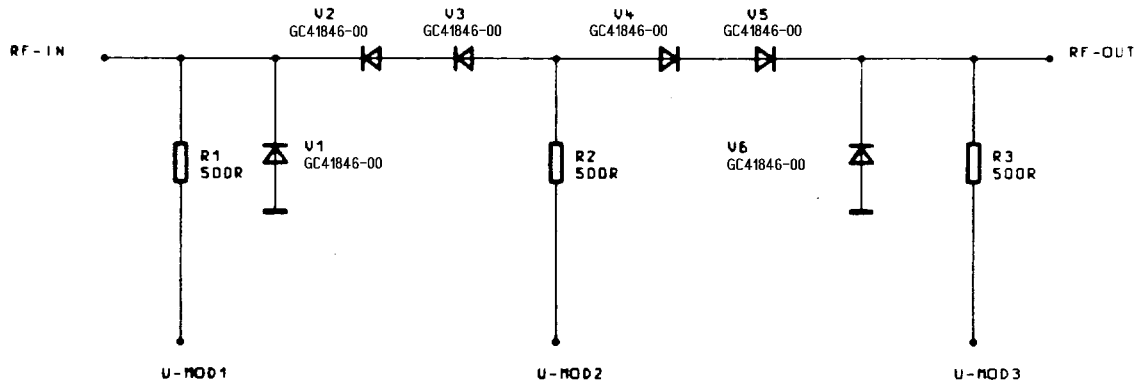 V2
GC41846-00
V3
GC41846-00
V4
GC41846-00
V5
GC41846-00
RF-IN
RF-OUT
R1
500R
V1
GC41846-00
R2
500R
V6
GC41846-00
R3
500R
U-MOD1
U-MOD2
U-MOD3